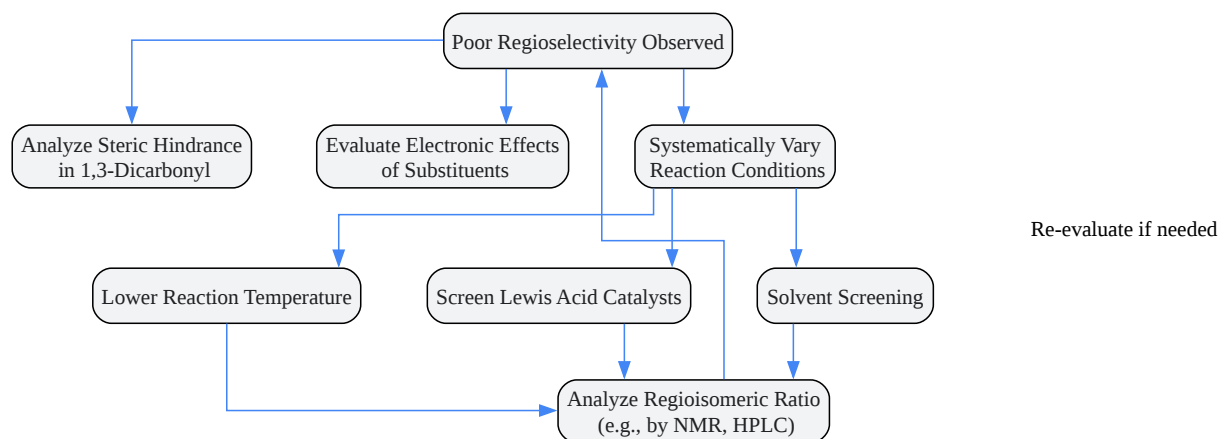 Poor Regioselectivity Observed
Analyze Steric Hindrance
in 1,3-Dicarbonyl
Evaluate Electronic Effects
of Substituents
Systematically Vary
Reaction Conditions
Re-evaluate if needed
Lower Reaction Temperature
Screen Lewis Acid Catalysts
Solvent Screening
Analyze Regioisomeric Ratio
(e.g., by NMR, HPLC)